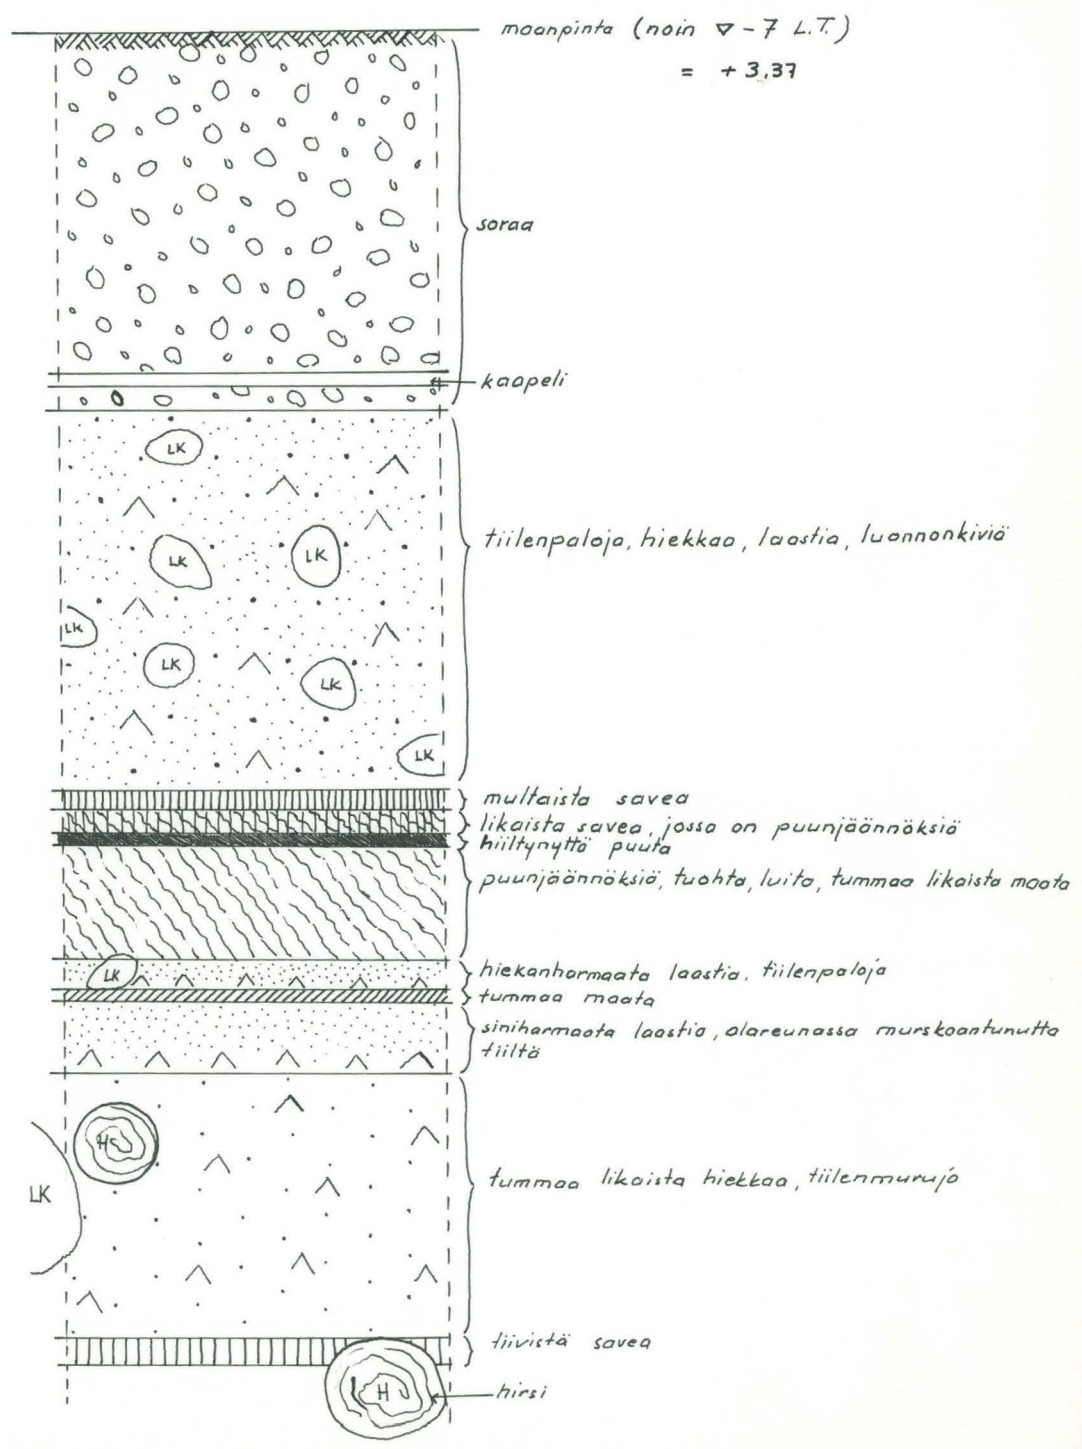 maanpinta (noin ∇ - 7 L.T.)
= + 3,37
soraa
kaapeli
LK
tiilenpaloja, hiekkaa, laastia, luonnonkiviä
LK
LK
LK
LK
LK
LK
multaista savea
likaista savea, jossa on puunjäännöksiä
hiiltynyttä puuta
puunjäännöksiä, tuohta, luita, tummaa likaista maata
LK
hiekanharmaata laastia, tiilenpaloja
tummaa maata
siniharmaata laastia, alareunassa murskaantunutta
tiiltä
H
LK
tummaa likaista hiekkaa, tiilenmuruja
tiivistä savea
H
hirsi